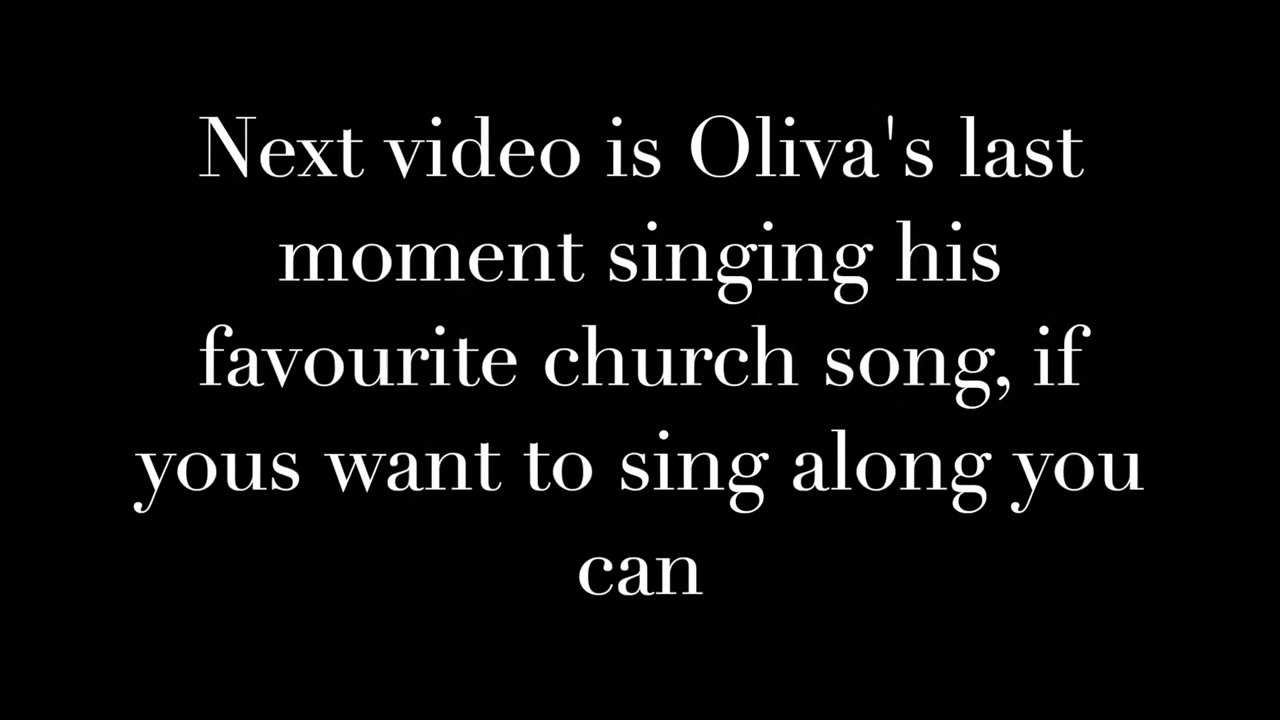 Next video is Oliva's last
moment singing his
favourite church song, if
yous want to sing along you
can